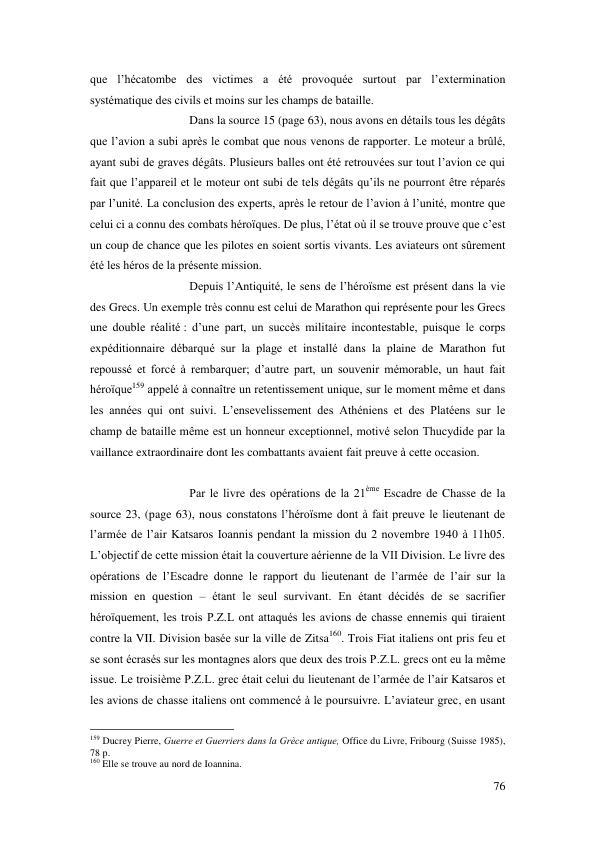 que l’hécatombe des victimes a été provoquée surtout par l’extermination
systématique des civils et moins sur les champs de bataille.
Dans la source 15 (page 63), nous avons en détails tous les dégâts
que l’avion a subi après le combat que nous venons de rapporter. Le moteur a brûlé,
ayant subi de graves dégâts. Plusieurs balles ont été retrouvées sur tout l’avion ce qui
fait que l’appareil et le moteur ont subi de tels dégâts qu’ils ne pourront être réparés
par l’unité. La conclusion des experts, après le retour de l’avion à l’unité, montre que
celui ci a connu des combats héroïques. De plus, l’état où il se trouve prouve que c’est
un coup de chance que les pilotes en soient sortis vivants. Les aviateurs ont sûrement
été les héros de la présente mission.
Depuis l’Antiquité, le sens de l’héroïsme est présent dans la vie
des Grecs. Un exemple très connu est celui de Marathon qui représente pour les Grecs
une double réalité : d’une part, un succès militaire incontestable, puisque le corps
expéditionnaire débarqué sur la plage et installé dans la plaine de Marathon fut
repoussé et forcé à rembarquer; d’autre part, un souvenir mémorable, un haut fait
héroïque159 appelé à connaître un retentissement unique, sur le moment même et dans
les années qui ont suivi. L’ensevelissement des Athéniens et des Platéens sur le
champ de bataille même est un honneur exceptionnel, motivé selon Thucydide par la
vaillance extraordinaire dont les combattants avaient fait preuve à cette occasion.
Par le livre des opérations de la 21ème Escadre de Chasse de la
source 23, (page 63), nous constatons l’héroïsme dont à fait preuve le lieutenant de
l’armée de l’air Katsaros Ioannis pendant la mission du 2 novembre 1940 à 11h05.
L’objectif de cette mission était la couverture aérienne de la VII Division. Le livre des
opérations de l’Escadre donne le rapport du lieutenant de l’armée de l’air sur la
mission en question – étant le seul survivant. En étant décidés de se sacrifier
héroïquement, les trois P.Z.L ont attaqués les avions de chasse ennemis qui tiraient
contre la VII. Division basée sur la ville de Zitsa160. Trois Fiat italiens ont pris feu et
se sont écrasés sur les montagnes alors que deux des trois P.Z.L. grecs ont eu la même
issue. Le troisième P.Z.L. grec était celui du lieutenant de l’armée de l’air Katsaros et
les avions de chasse italiens ont commencé à le poursuivre. L’aviateur grec, en usant
159 Ducrey Pierre, Guerre et Guerriers dans la Grèce antique, Office du Livre, Fribourg (Suisse 1985),
78 p.
160 Elle se trouve au nord de Ioannina.
76